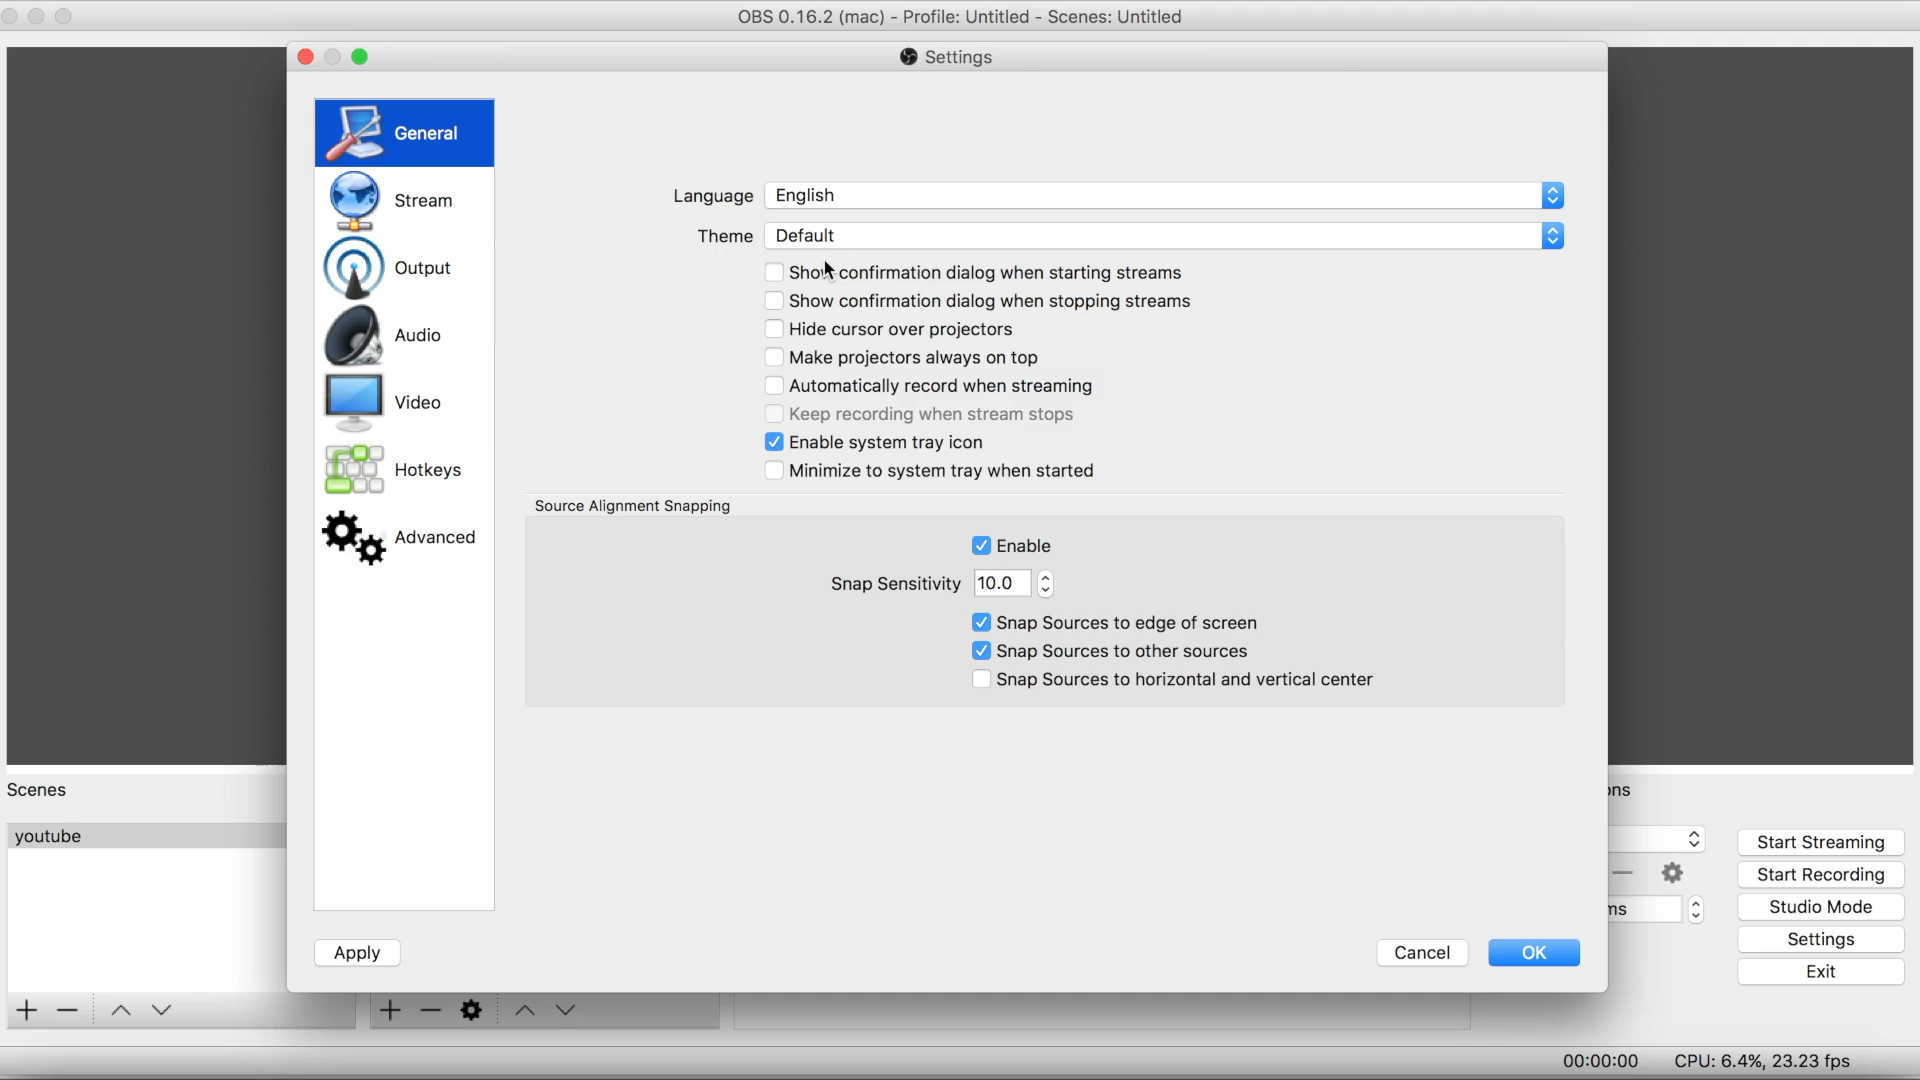 OBS 0.16.2 (mac) - Profile: Untitled - Scenes: Untitled
Settings
General
Stream
Output
Audio
Video
Hotkeys
Advanced
Language English
Theme Default
Show confirmation dialog when starting streams
Show confirmation dialog when stopping streams
Hide cursor over projectors
Make projectors always on top
Automatically record when streaming
Keep recording when stream stops
Enable system tray icon
Minimize to system tray when started
Source Alignment Snapping
Enable
Snap Sensitivity 10.0
Snap Sources to edge of screen
Snap Sources to other sources
Snap Sources to horizontal and vertical center
Apply
Cancel
OK
Scenes
youtube
ons
ms
Start Streaming
Start Recording
Studio Mode
Settings
Exit
00:00:00
CPU: 6.4%, 23.23 fps